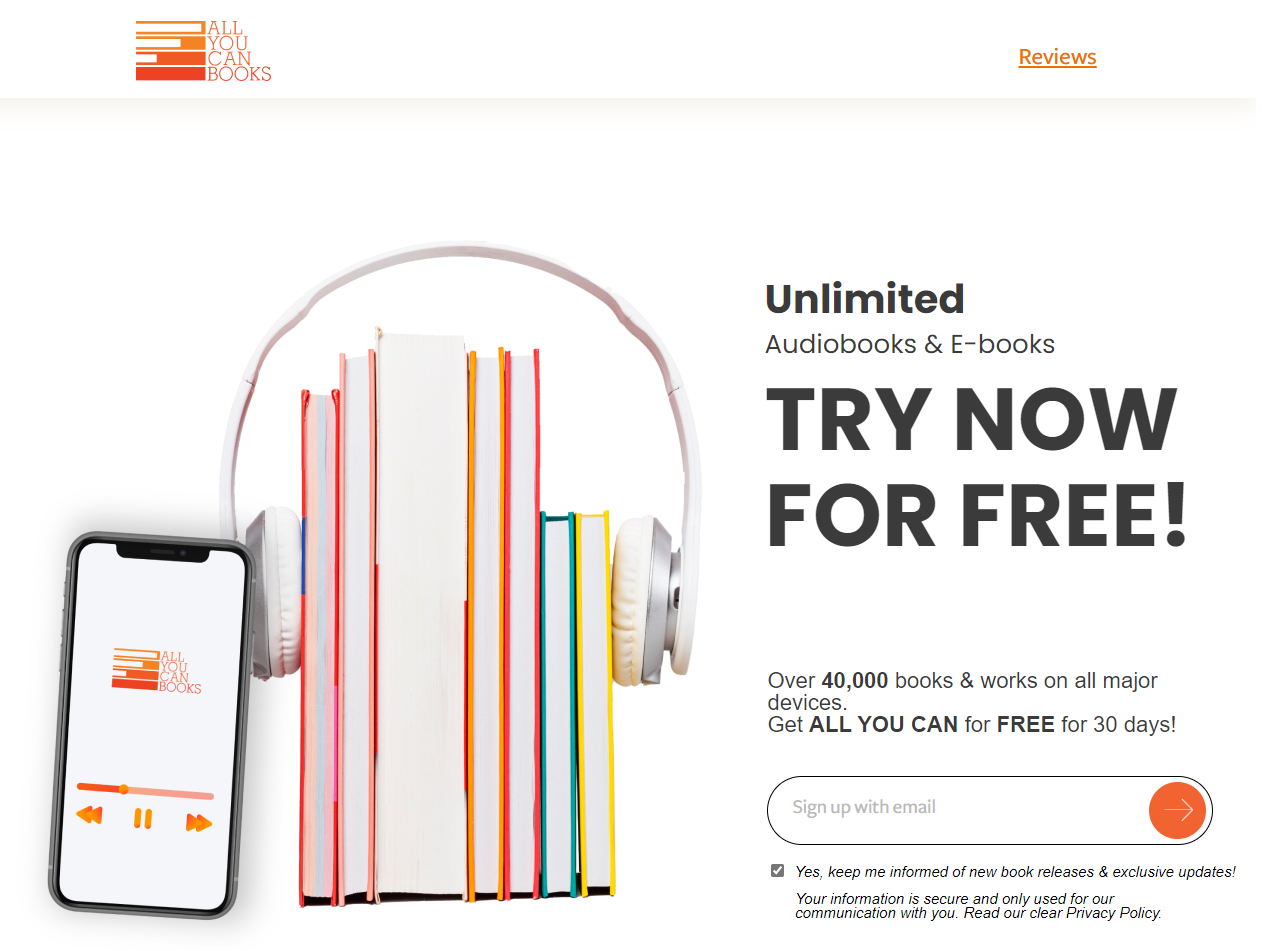 ALL
YOU
CAN
BOOKS
Reviews
Unlimited
Audiobooks & E-books
TRY NOW
FOR FREE!
ALL
YOU
CAN
BOOKS
Over 40,000 books & works on all major
devices.
Get ALL YOU CAN for FREE for 30 days!
Sign up with email
Yes, keep me informed of new book releases & exclusive updates!
Your information is secure and only used for our
communication with you. Read our clear Privacy Policy.